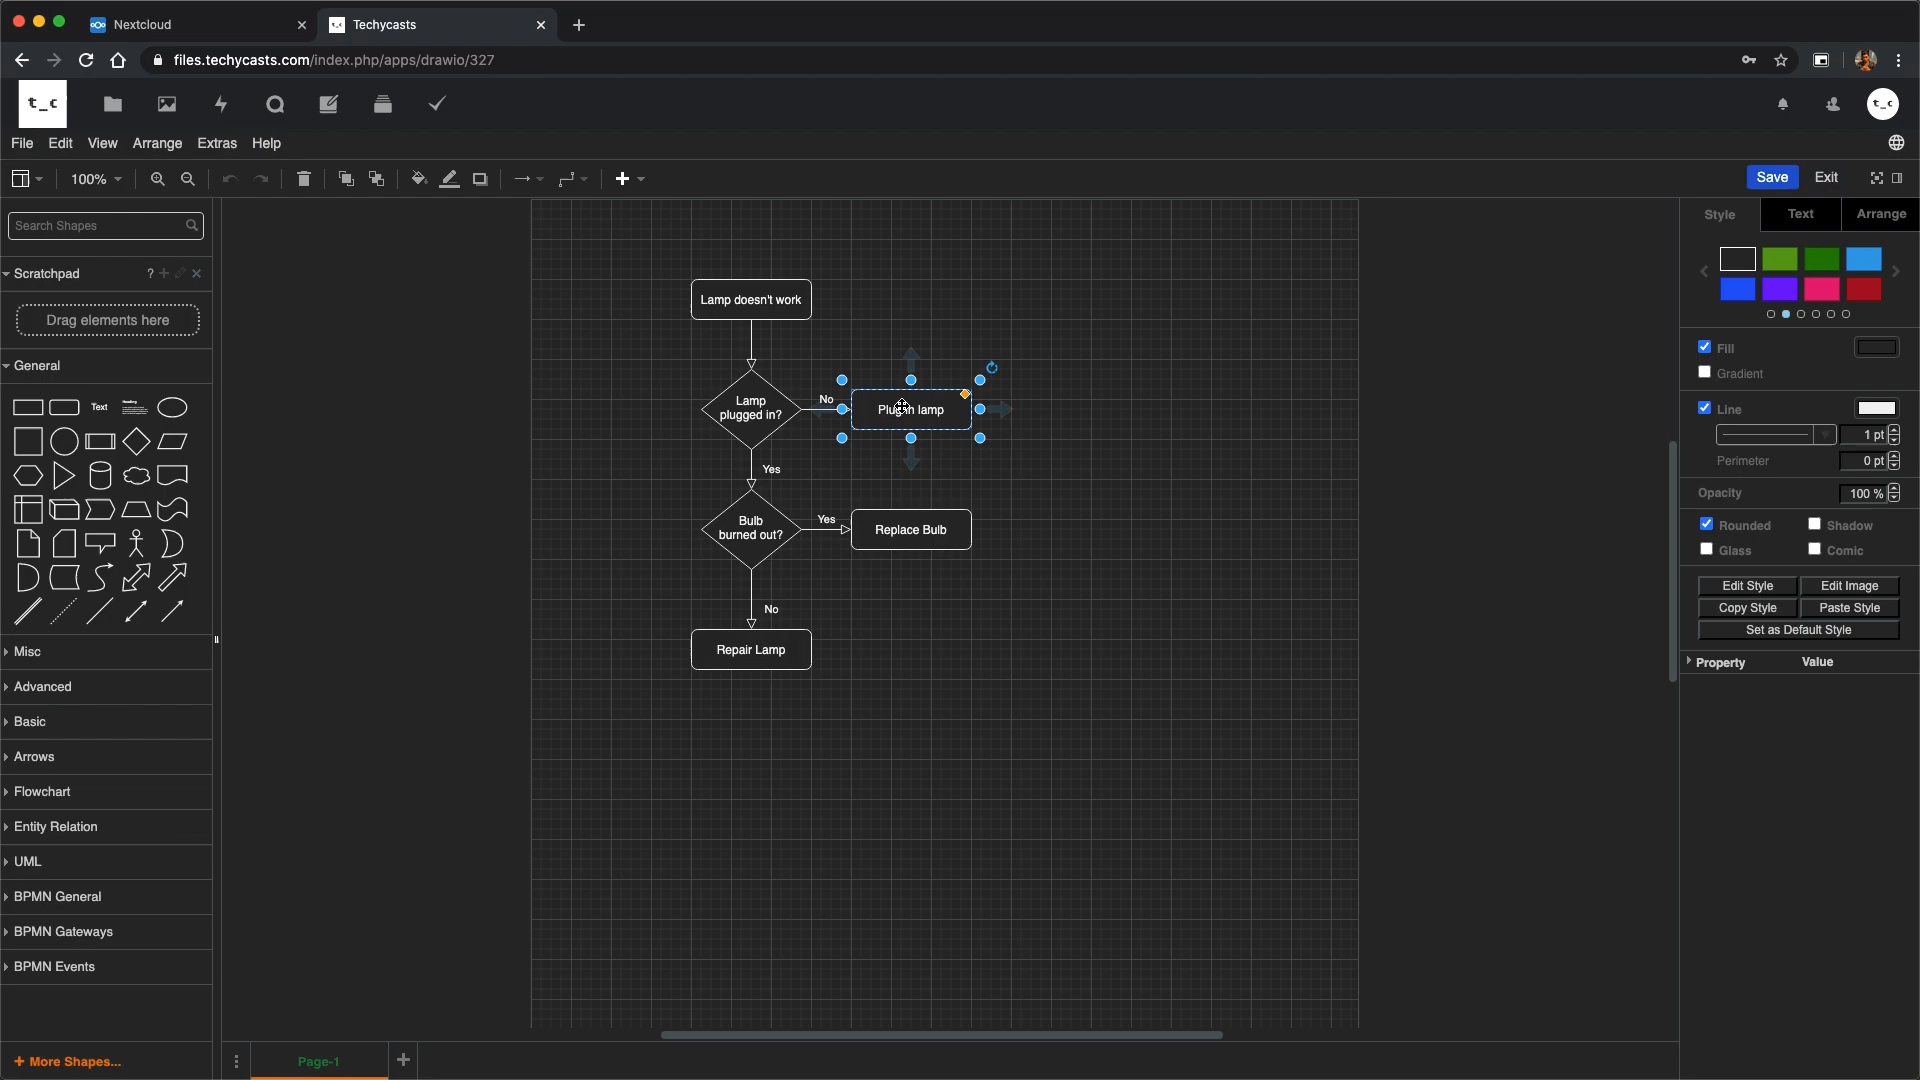 Nextcloud
Techycasts
files.techycasts.com/index.php/apps/drawio/327
t_c
t_c
File Edit View Arrange Extras Help
100%
Save Exit
Search Shapes
Scratchpad
?
Drag elements here
General
Text
Heading
Misc
Advanced
Basic
Arrows
Flowchart
Entity Relation
UML
BPMN General
BPMN Gateways
BPMN Events
+ More Shapes...
Lamp doesn't work
Lamp
plugged in?
No
Plug in lamp
Yes
Bulb
burned out?
Yes
Replace Bulb
No
Repair Lamp
Page-1
Style Text Arrange
Fill
Gradient
Line
1 pt
Perimeter 0 pt
Opacity 100 %
Rounded Shadow
Glass Comic
Edit Style Edit Image
Copy Style Paste Style
Set as Default Style
Property Value